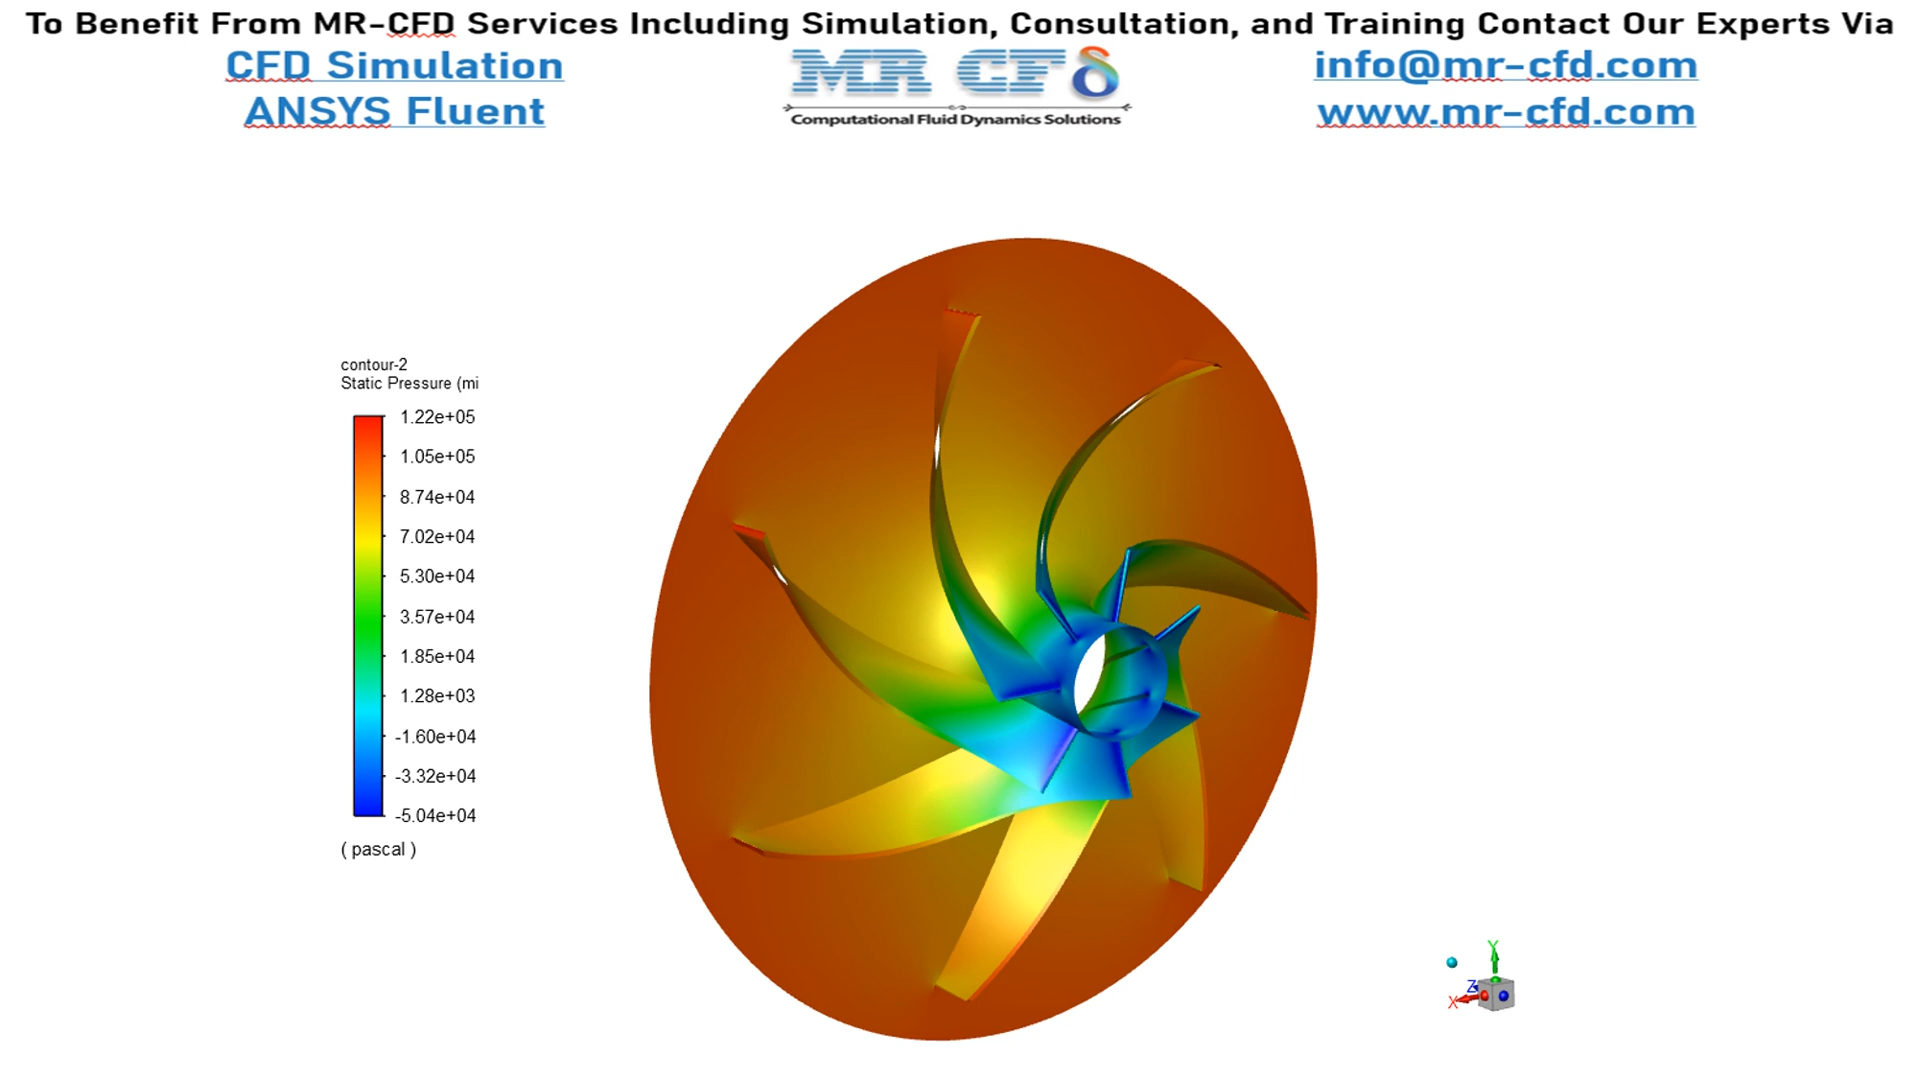 To Benefit From MR-CFD Services Including Simulation, Consultation, and Training Contact Our Experts Via
CFD Simulation
ANSYS Fluent
MR CFδ
Computational Fluid Dynamics Solutions
info@mr-cfd.com
www.mr-cfd.com
contour-2
Static Pressure (mi
1.22e+05
1.05e+05
8.74e+04
7.02e+04
5.30e+04
3.57e+04
1.85e+04
1.28e+03
-1.60e+04
-3.32e+04
-5.04e+04
( pascal )
Y
Z
X